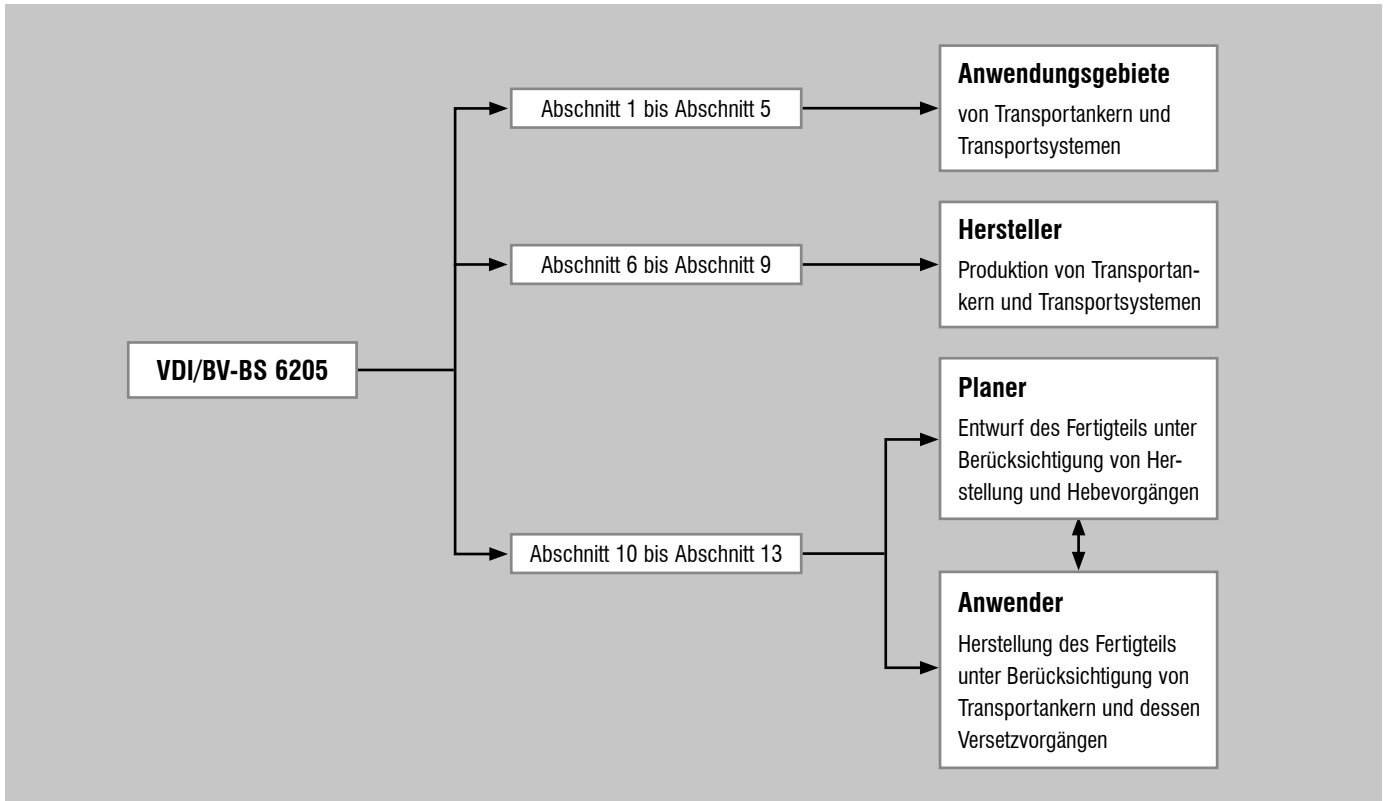 VDI/BV-BS 6205
Abschnitt 1 bis Abschnitt 5
Anwendungsgebiete
von Transportankern und
Transportsystemen
Abschnitt 6 bis Abschnitt 9
Hersteller
Produktion von Transportan-
kern und Transportsystemen
Abschnitt 10 bis Abschnitt 13
Planer
Entwurf des Fertigteils unter
Berücksichtigung von Her-
stellung und Hebevorgängen
Anwender
Herstellung des Fertigteils
unter Berücksichtigung von
Transportankern und dessen
Versetzvorgängen